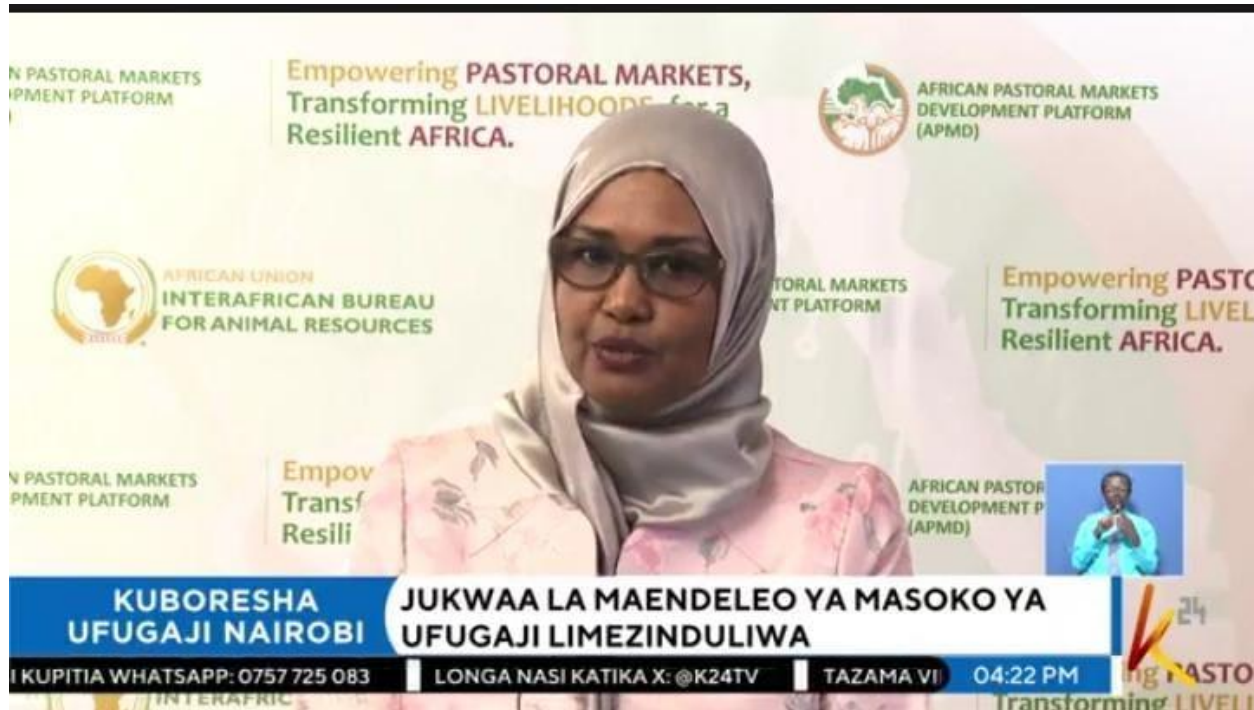 N PASTORAL MARKETS
PMENT PLATFORM
Empowering PASTORAL MARKETS,
Transforming LIVELIHOODS for a
Resilient AFRICA.
AFRICAN PASTORAL MARKETS
DEVELOPMENT PLATFORM
(APMD)
AFRICAN UNION
INTERAFRICAN BUREAU
FOR ANIMAL RESOURCES
TORAL MARKETS
NT PLATFORM
Empowering PASTO
Transforming LIVEL
Resilient AFRICA.
N PASTORAL MARKETS
PMENT PLATFORM
Empow
Transf
Resili
AFRICAN PASTOR
DEVELOPMENT P
(APMD)
KUBORESHA
UFUGAJI NAIROBI
JUKWAA LA MAENDELEO YA MASOKO YA
UFUGAJI LIMEZINDULIWA
K24
I KUPITIA WHATSAPP: 0757 725 083
LONGA NASI KATIKA X: @K24TV
TAZAMA VI
04:22 PM
INTERAFRIC
ng PASTO
Transforming LIVELI